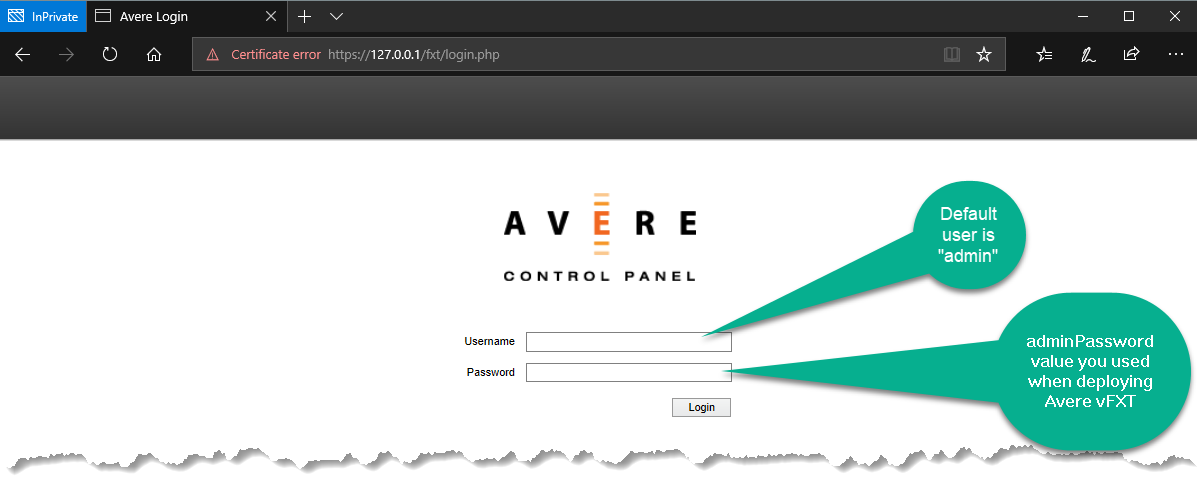 InPrivate
Avere Login
Certificate error https://127.0.0.1/fxt/login.php
AVERE
CONTROL PANEL
Default
user is
"admin"
Username
adminPassword
value you used
when deploying
Avere vFXT
Password
Login